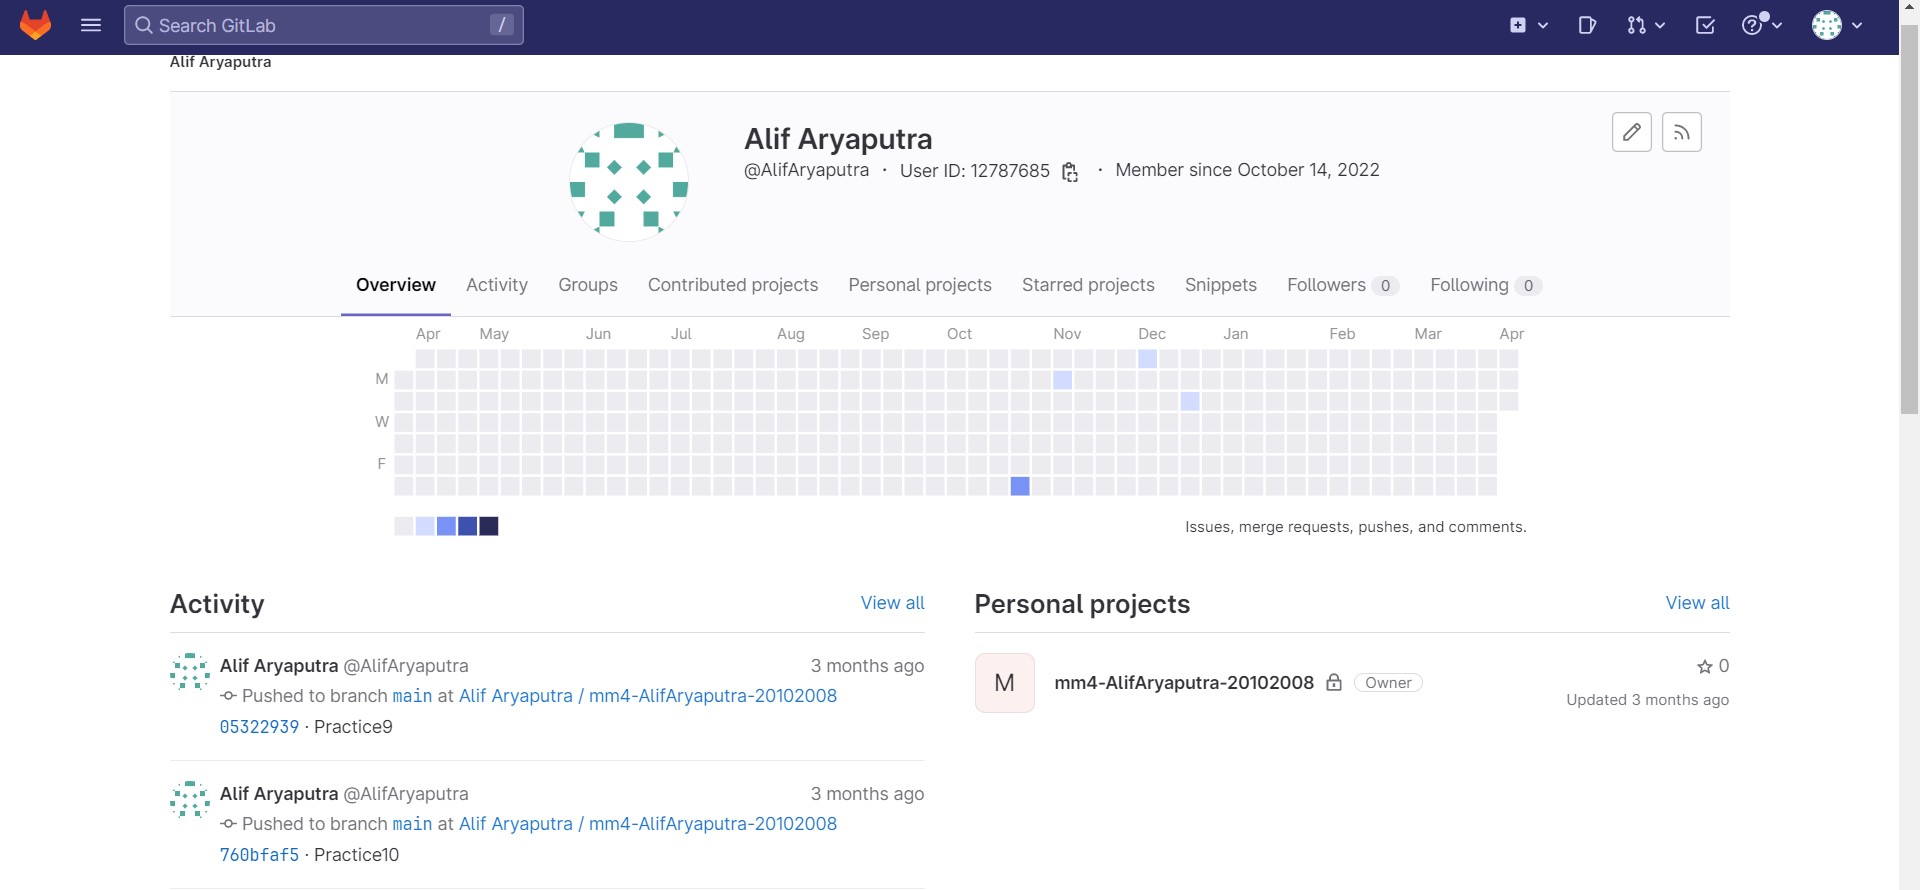 Search GitLab /
Alif Aryaputra
Alif Aryaputra
@AlifAryaputra · User ID: 12787685 · Member since October 14, 2022
Overview Activity Groups Contributed projects Personal projects Starred projects Snippets Followers 0 Following 0
Apr May Jun Jul Aug Sep Oct Nov Dec Jan Feb Mar Apr
M
W
F
Issues, merge requests, pushes, and comments.
Activity View all
Alif Aryaputra @AlifAryaputra 3 months ago
Pushed to branch main at Alif Aryaputra / mm4-AlifAryaputra-20102008
05322939 · Practice9
Alif Aryaputra @AlifAryaputra 3 months ago
Pushed to branch main at Alif Aryaputra / mm4-AlifAryaputra-20102008
760bfaf5 · Practice10
Personal projects View all
M mm4-AlifAryaputra-20102008 Owner 0
Updated 3 months ago